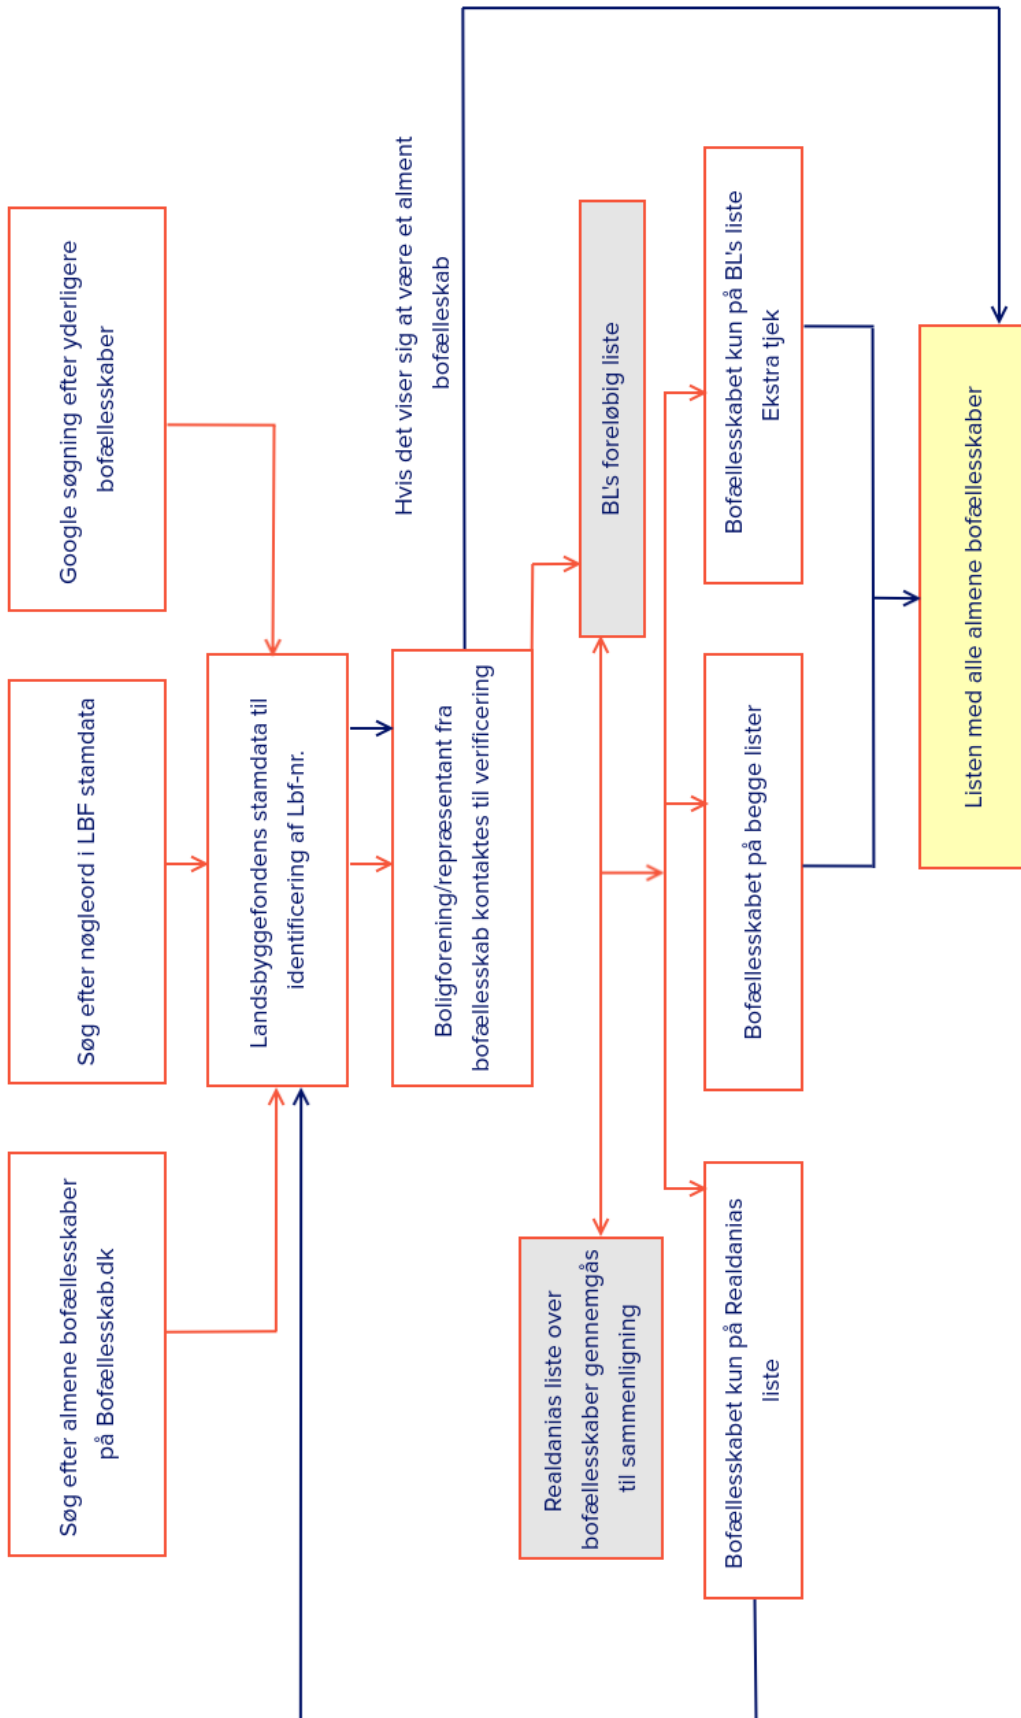 Søg efter almene bofællesskaber
på Bofællesskab.dk
Søg efter nøgleord i LBF stamdata
Google søgning efter yderligere
bofællesskaber
Landsbyggefondens stamdata til
identificering af Lbf-nr.
Boligforening/repræsentant fra
bofællesskab kontaktes til verificering
Hvis det viser sig at være et alment
bofælleskab
Realdanias liste over
bofællesskaber gennemgås
til sammenligning
BL's foreløbig liste
Bofællesskabet kun på Realdanias
liste
Bofællesskabet på begge lister
Bofællesskabet kun på BL's liste
Ekstra tjek
Listen med alle almene bofællesskaber